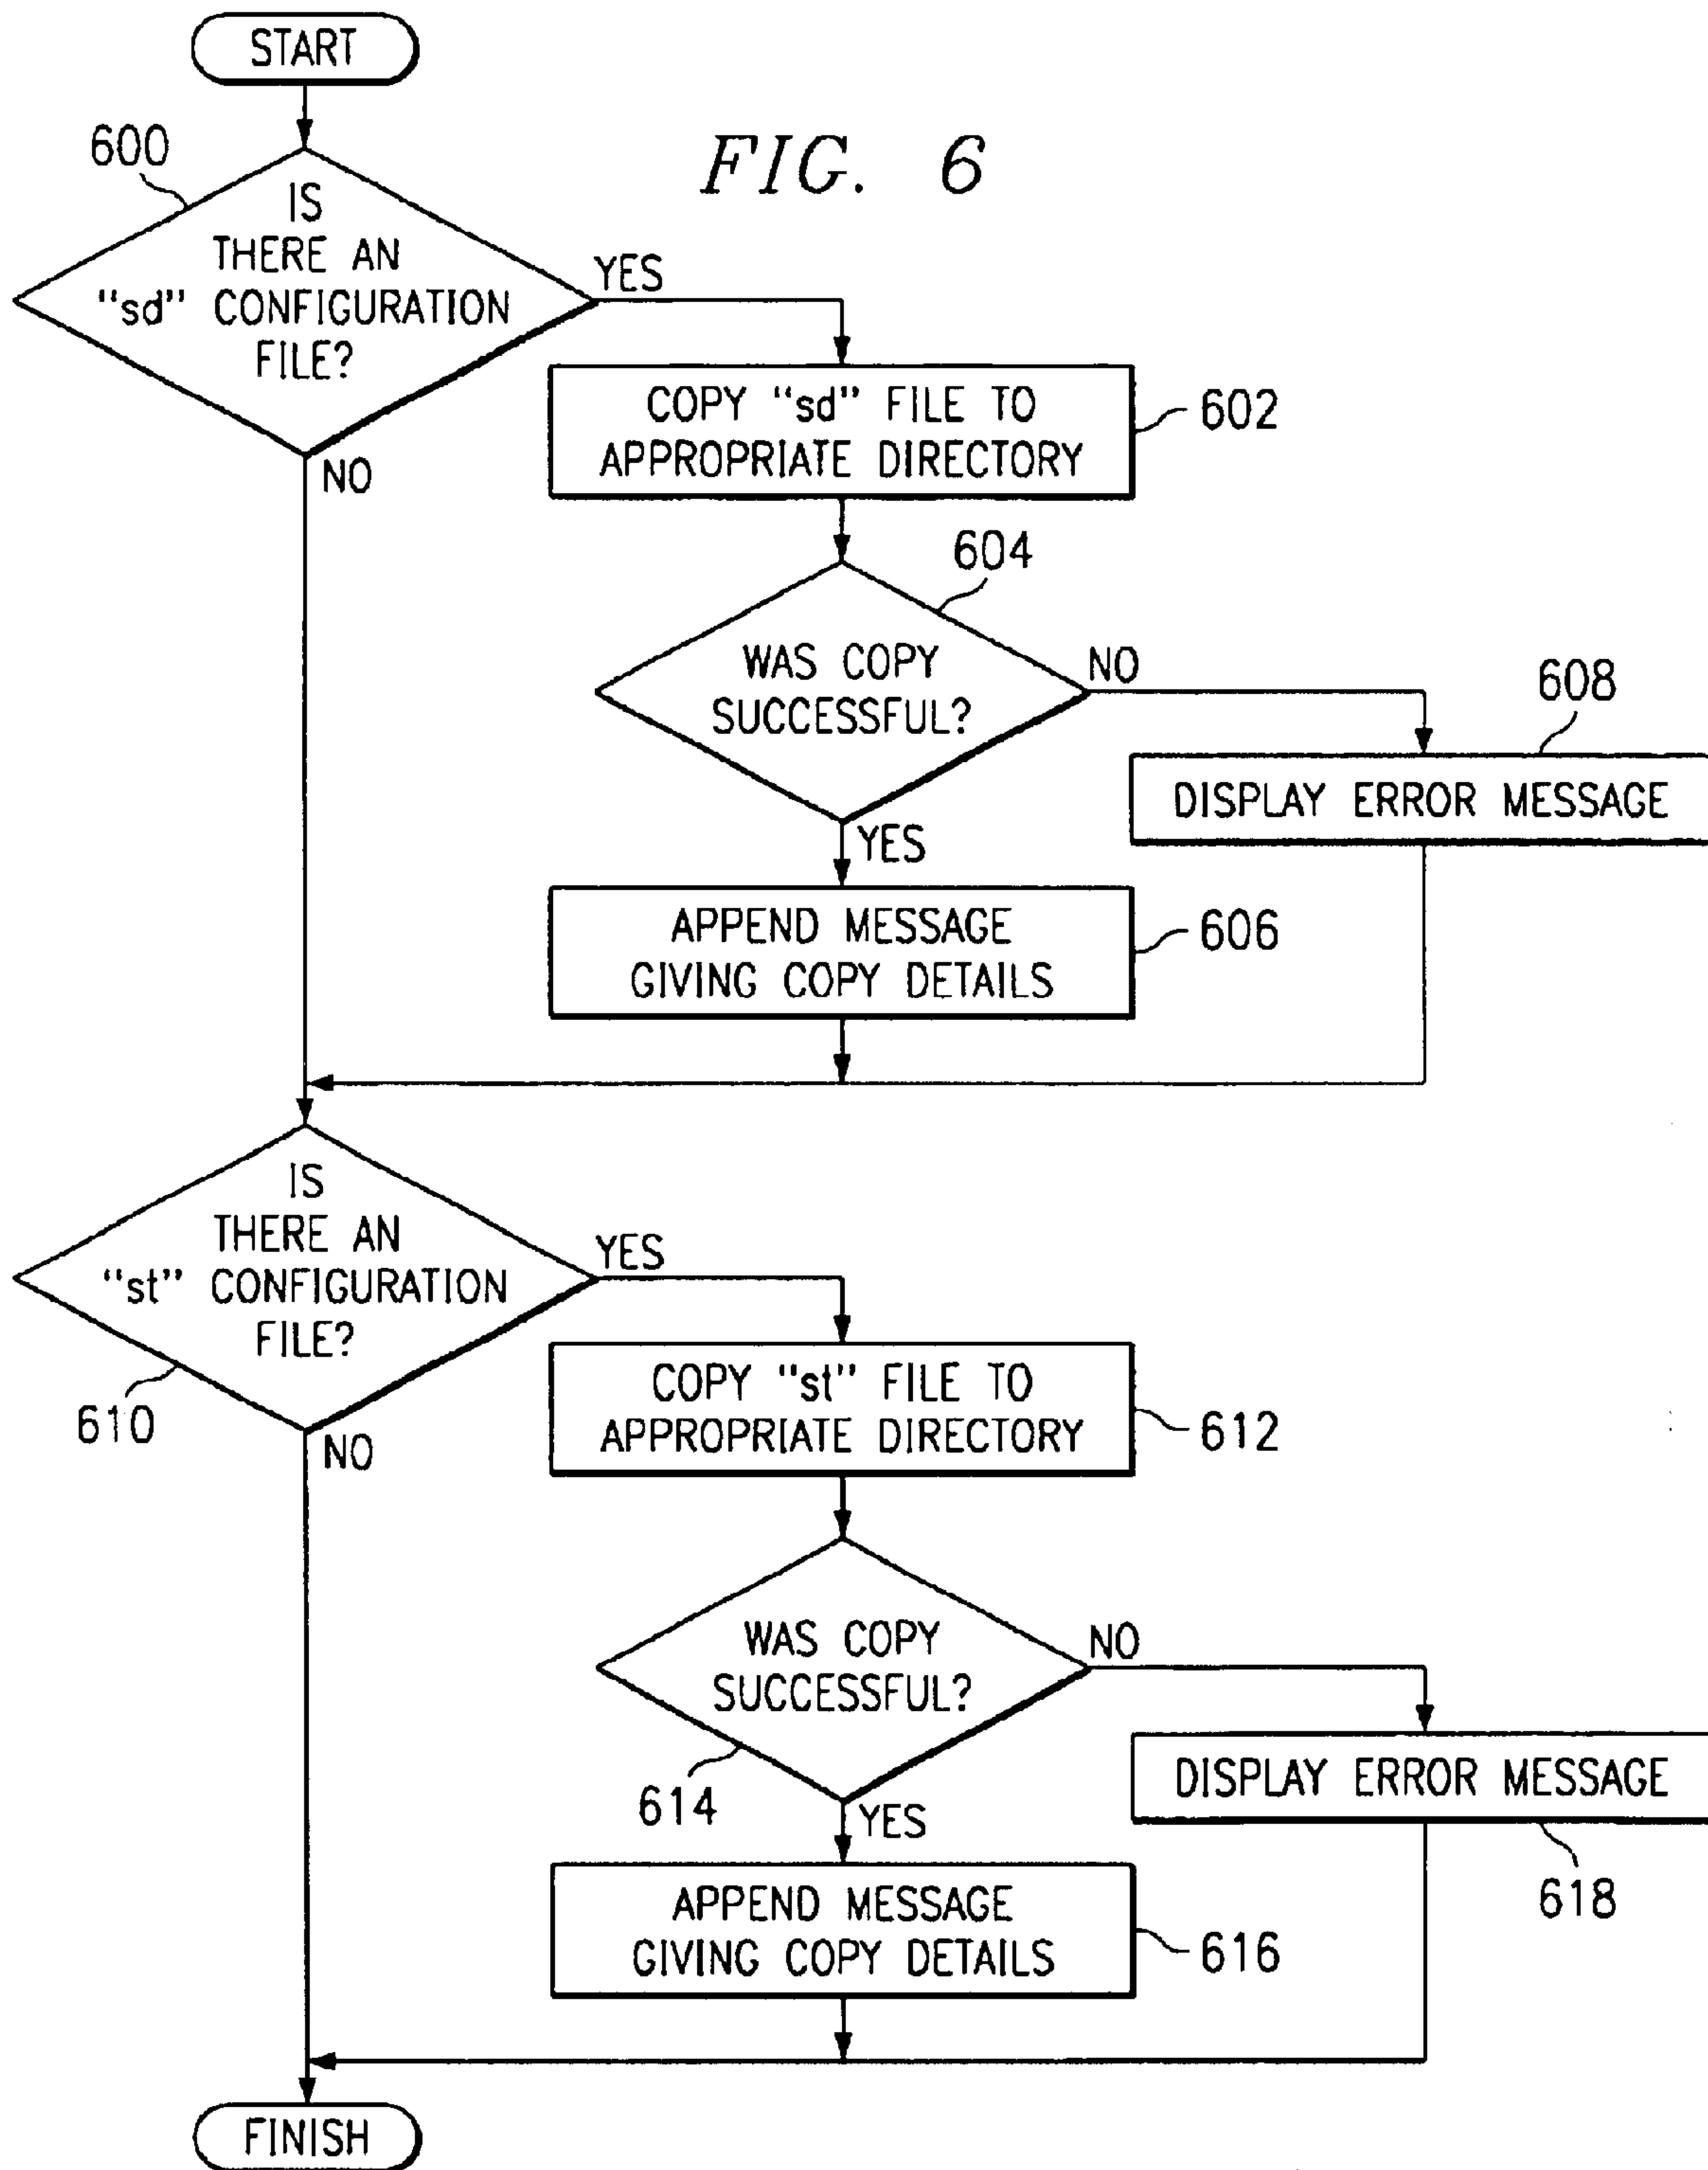 START
FIG. 6
600
IS
THERE AN
"sd" CONFIGURATION
FILE?
YES
NO
COPY "sd" FILE TO
APPROPRIATE DIRECTORY
602
604
WAS COPY
SUCCESSFUL?
NO
608
DISPLAY ERROR MESSAGE
YES
APPEND MESSAGE
GIVING COPY DETAILS
606
IS
THERE AN
"st" CONFIGURATION
FILE?
YES
610
NO
COPY "st" FILE TO
APPROPRIATE DIRECTORY
612
WAS COPY
SUCCESSFUL?
NO
614
YES
DISPLAY ERROR MESSAGE
618
APPEND MESSAGE
GIVING COPY DETAILS
616
FINISH